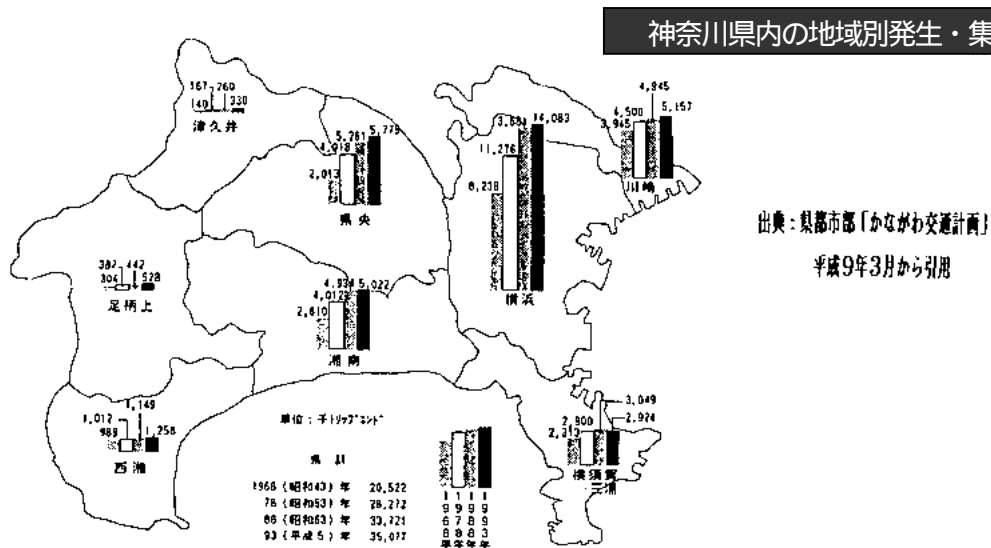 神奈川県内の地域別発生・集
167 260
140 330
津久井
5,261 5,779
4,018
2,013
県央
14,083
11,276
8,238
横浜
4,945
4,500 5,157
3,945
川崎
出典：県都市部「かながわ交通計画」
平成9年3月から引用
382 442
304 528
足柄上
4,934 5,022
4,012
2,610
湘南
1,149
1,012 1,258
989
西湘
3,049
2,900 2,924
横須賀
三浦
単位：千トリップエンド
県計
1968（昭和43）年 20,522
78（昭和53）年 28,272
88（昭和63）年 33,721
93（平成5）年 35,077
1968年
1978年
1988年
1993年